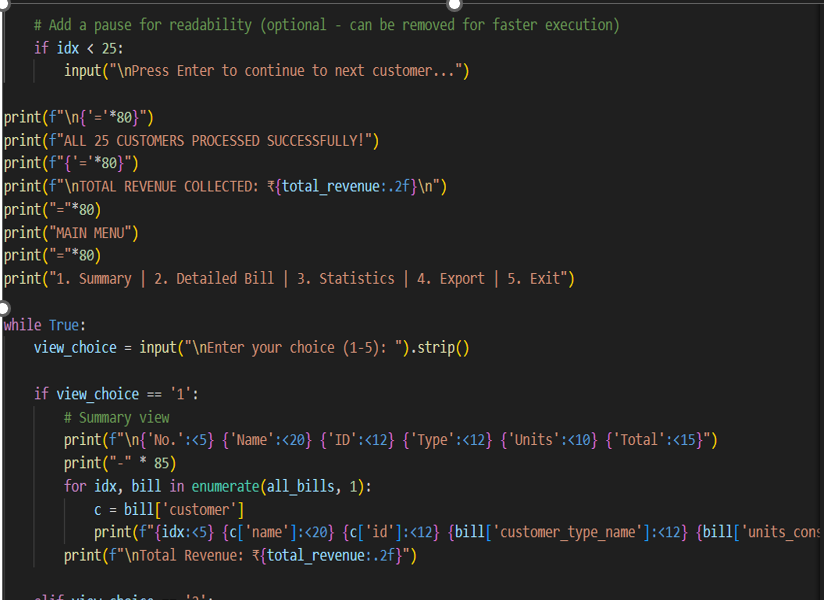 # Add a pause for readability (optional - can be removed for faster execution)
if idx < 25:
input("\nPress Enter to continue to next customer...")
print(f"\n{'='*80}")
print(f"ALL 25 CUSTOMERS PROCESSED SUCCESSFULLY!")
print(f"{'='*80}")
print(f"\nTOTAL REVENUE COLLECTED: ₹{total_revenue:.2f}\n")
print("="*80)
print("MAIN MENU")
print("="*80)
print("1. Summary | 2. Detailed Bill | 3. Statistics | 4. Export | 5. Exit")
while True:
view_choice = input("\nEnter your choice (1-5): ").strip()
if view_choice == '1':
# Summary view
print(f"\n{'No.':<5} {'Name':<20} {'ID':<12} {'Type':<12} {'Units':<10} {'Total':<15}")
print("-" * 85)
for idx, bill in enumerate(all_bills, 1):
c = bill['customer']
print(f"{idx:<5} {c['name']:<20} {c['id']:<12} {bill['customer_type_name']:<12} {bill['units_cons
print(f"\nTotal Revenue: ₹{total_revenue:.2f}")
elif view_choice == '2':